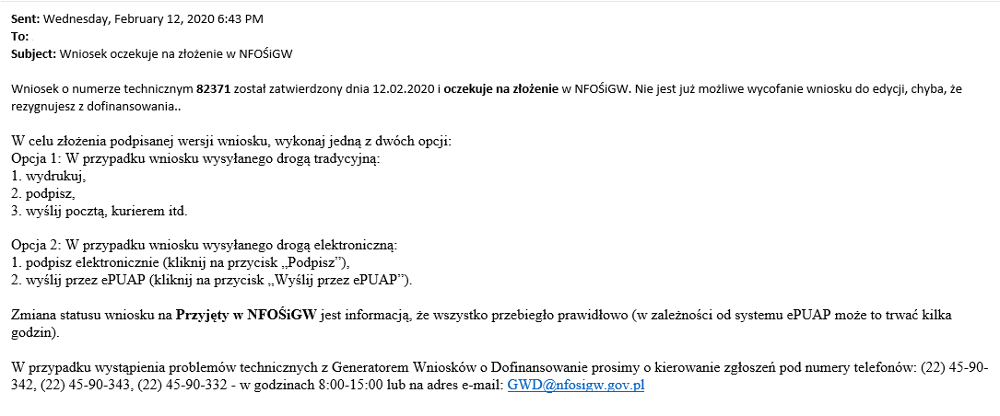 Sent: Wednesday, February 12, 2020 6:43 PM
To:
Subject: Wniosek oczekuje na złożenie w NFOŚiGW
Wniosek o numerze technicznym 82371 został zatwierdzony dnia 12.02.2020 i oczekuje na złożenie w NFOŚiGW. Nie jest już możliwe wycofanie wniosku do edycji, chyba, że
rezygnujesz z dofinansowania..
W celu złożenia podpisanej wersji wniosku, wykonaj jedną z dwóch opcji:
Opcja 1: W przypadku wniosku wysyłanego drogą tradycyjną:
1. wydrukuj,
2. podpisz,
3. wyślij pocztą, kurierem itd.
Opcja 2: W przypadku wniosku wysyłanego drogą elektroniczną:
1. podpisz elektronicznie (kliknij na przycisk „Podpisz”),
2. wyślij przez ePUAP (kliknij na przycisk „Wyślij przez ePUAP”).
Zmiana statusu wniosku na Przyjęty w NFOŚiGW jest informacją, że wszystko przebiegło prawidłowo (w zależności od systemu ePUAP może to trwać kilka
godzin).
W przypadku wystąpienia problemów technicznych z Generatorem Wniosków o Dofinansowanie prosimy o kierowanie zgłoszeń pod numery telefonów: (22) 45-90-
342, (22) 45-90-343, (22) 45-90-332 - w godzinach 8:00-15:00 lub na adres e-mail: GWD@nfosigw.gov.pl